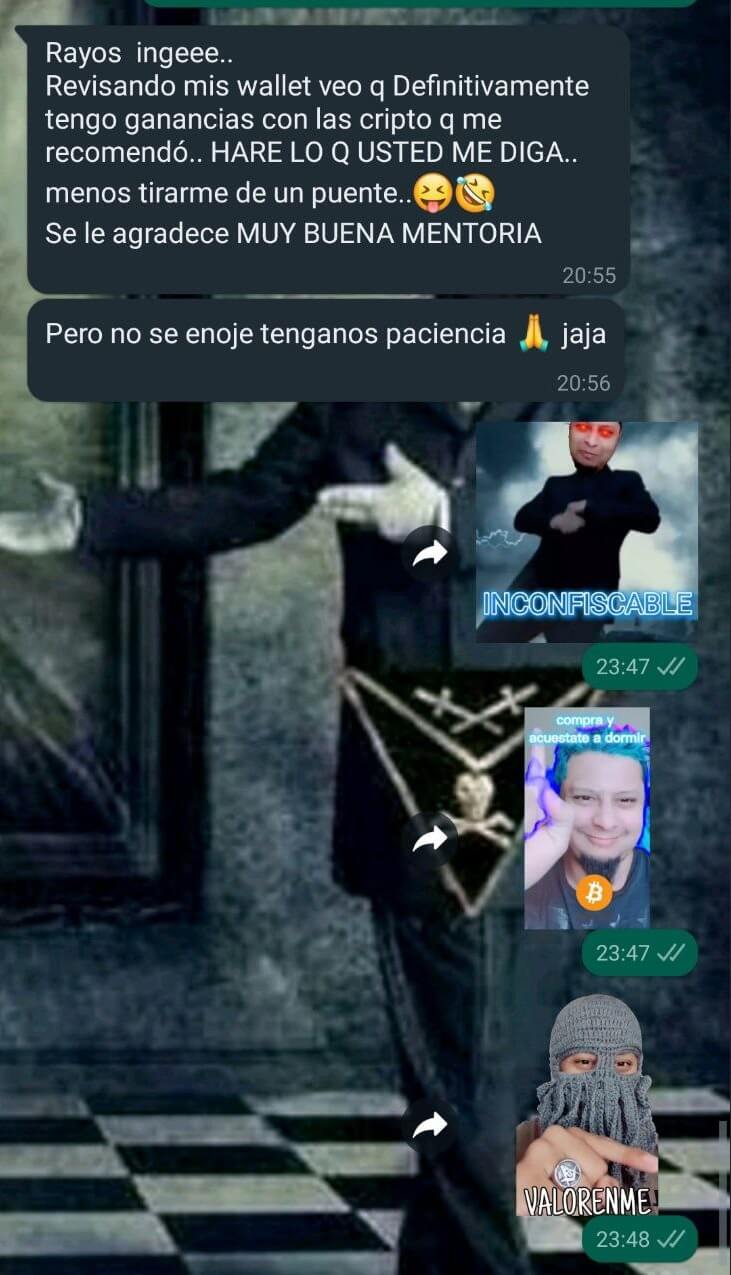 Rayos  ingeee..
Revisando mis wallet veo q Definitivamente
tengo ganancias con las cripto q me
recomendó.. HARE LO Q USTED ME DIGA..
menos tirarme de un puente..😝🤣
Se le agradece MUY BUENA MENTORIA
20:55
Pero no se enoje tenganos paciencia 🙏 jaja
20:56
INCONFISCABLE
23:47
compra y
acuestate a dormir
23:47
VALORENME!
23:48